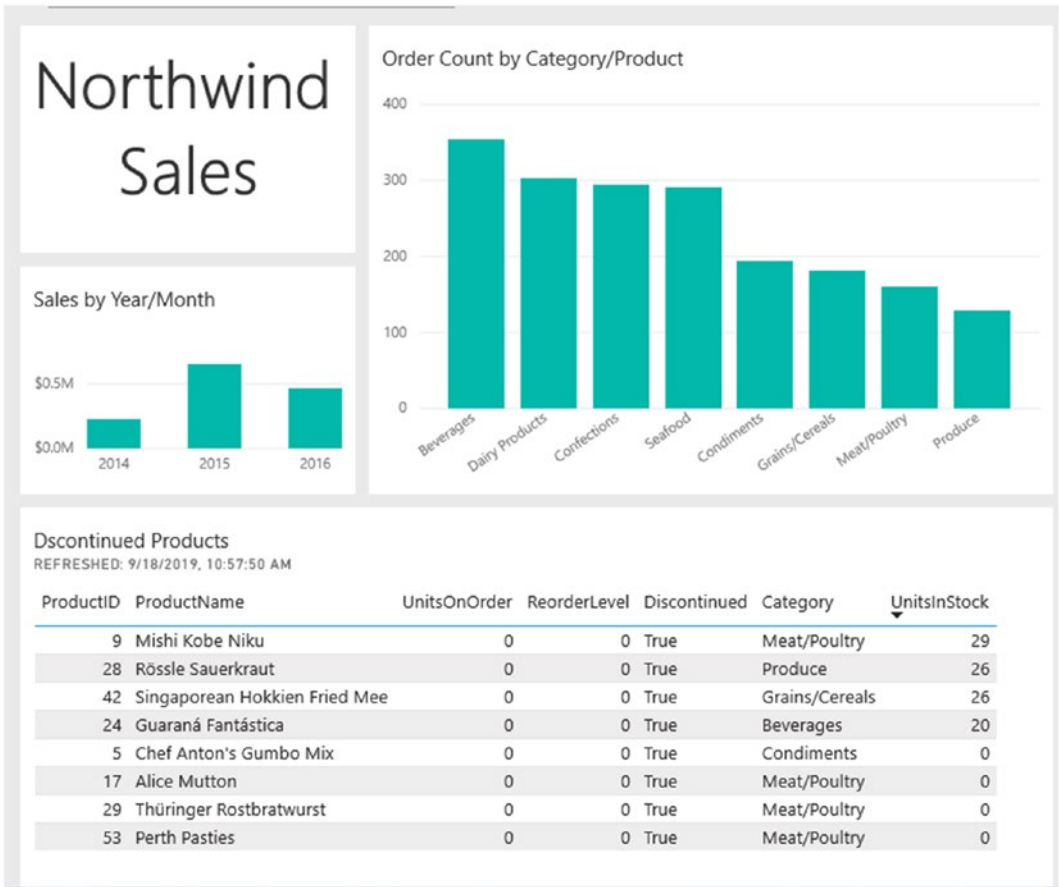 Northwind
Sales
Order Count by Category/Product
400
300
200
100
0
Beverages
Dairy Products
Confections
Seafood
Condiments
Grains/Cereals
Meat/Poultry
Produce
Sales by Year/Month
$0.5M
$0.0M
2014 2015 2016
Dscontinued Products
REFRESHED: 9/18/2019, 10:57:50 AM
ProductID ProductName UnitsOnOrder ReorderLevel Discontinued Category UnitsInStock
9 Mishi Kobe Niku 0 0 True Meat/Poultry 29
28 Rössle Sauerkraut 0 0 True Produce 26
42 Singaporean Hokkien Fried Mee 0 0 True Grains/Cereals 26
24 Guaraná Fantástica 0 0 True Beverages 20
5 Chef Anton's Gumbo Mix 0 0 True Condiments 0
17 Alice Mutton 0 0 True Meat/Poultry 0
29 Thüringer Rostbratwurst 0 0 True Meat/Poultry 0
53 Perth Pasties 0 0 True Meat/Poultry 0